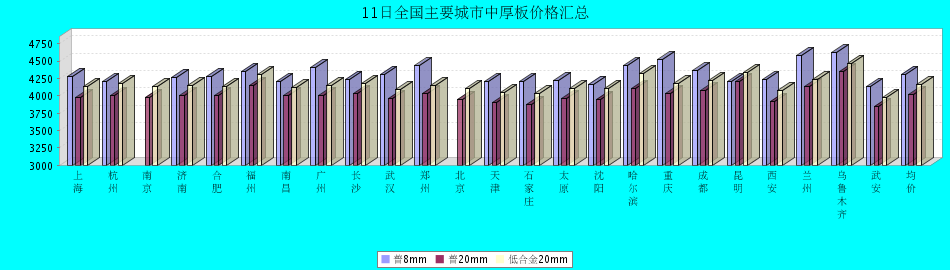 11日全国主要城市中厚板价格汇总
4750
4500
4250
4000
3750
3500
3250
3000
上海
杭州
南京
济南
合肥
福州
南昌
广州
长沙
武汉
郑州
北京
天津
石家庄
太原
沈阳
哈尔滨
重庆
成都
昆明
西安
兰州
乌鲁木齐
武安
均价
普8mm 普20mm 低合金20mm